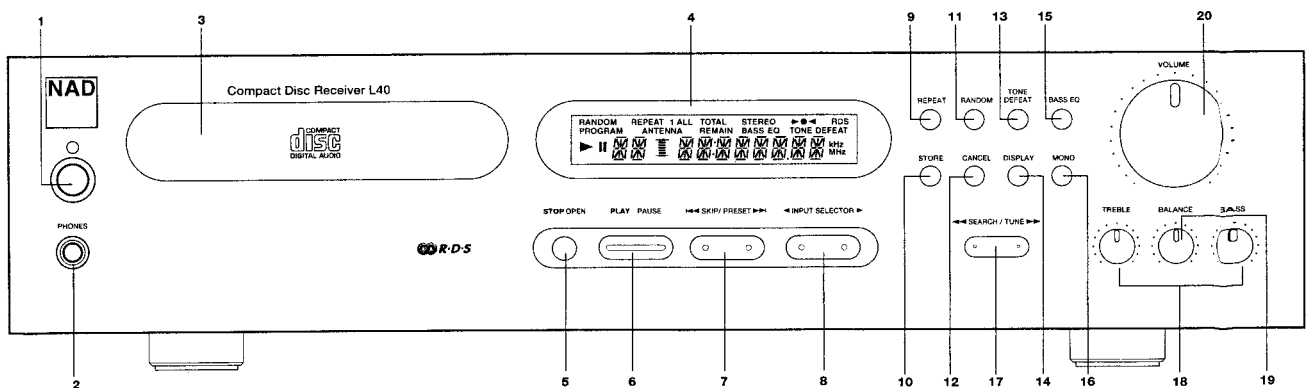 1 3 4 9 11 13 15 20
NAD
Compact Disc Receiver L40
COMPACT
disc
DIGITAL AUDIO
RANDOM REPEAT 1 ALL TOTAL STEREO RDS
PROGRAM ANTENNA REMAIN BASS EQ TONE DEFEAT
kHz
MHz
REPEAT RANDOM TONE DEFEAT BASS EQ
VOLUME
STORE CANCEL DISPLAY MONO
PHONES
R·D·S
STOP OPEN PLAY PAUSE ⏮ SKIP/ PRESET ⏭ ◄ INPUT SELECTOR ►
◄◄ SEARCH / TUNE ►►
TREBLE BALANCE BASS
2 5 6 7 8 10 12 17 14 16 18 19